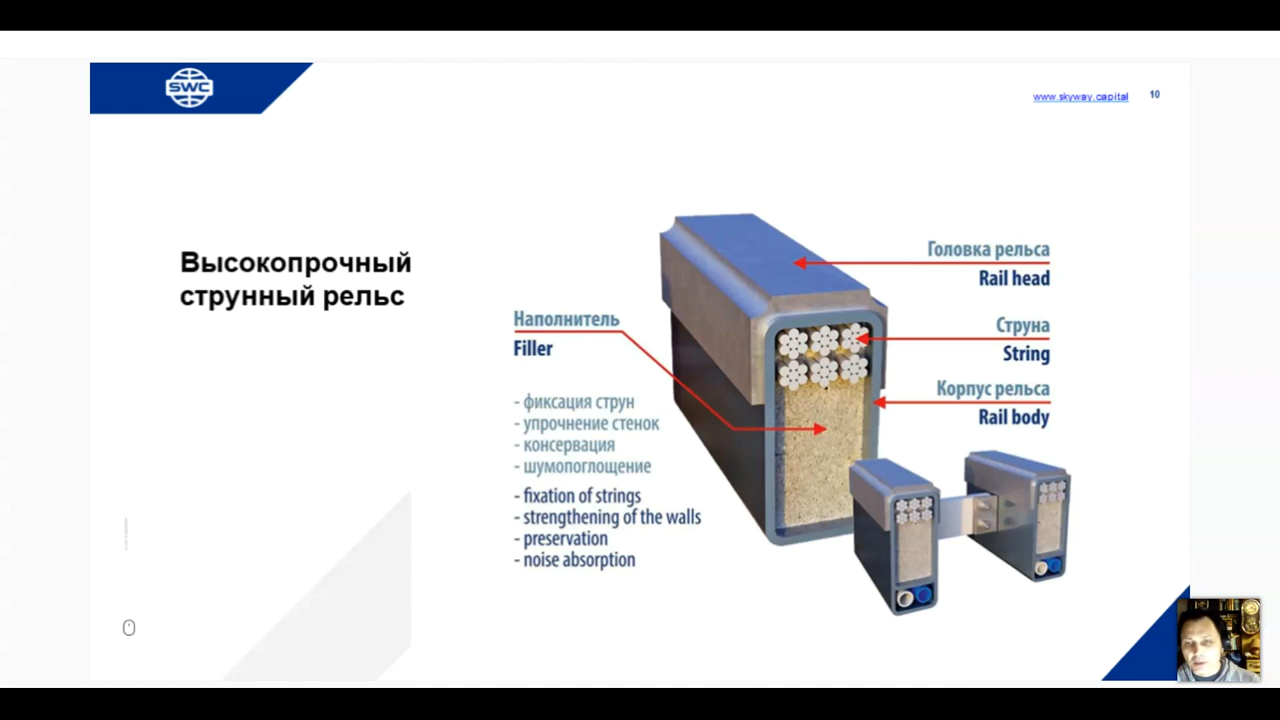 SWC
www.skyway.capital
10
Высокопрочный
струнный рельс
Наполнитель
Filler
- фиксация струн
- упрочнение стенок
- консервация
- шумопоглощение
- fixation of strings
- strengthening of the walls
- preservation
- noise absorption
Головка рельса
Rail head
Струна
String
Корпус рельса
Rail body